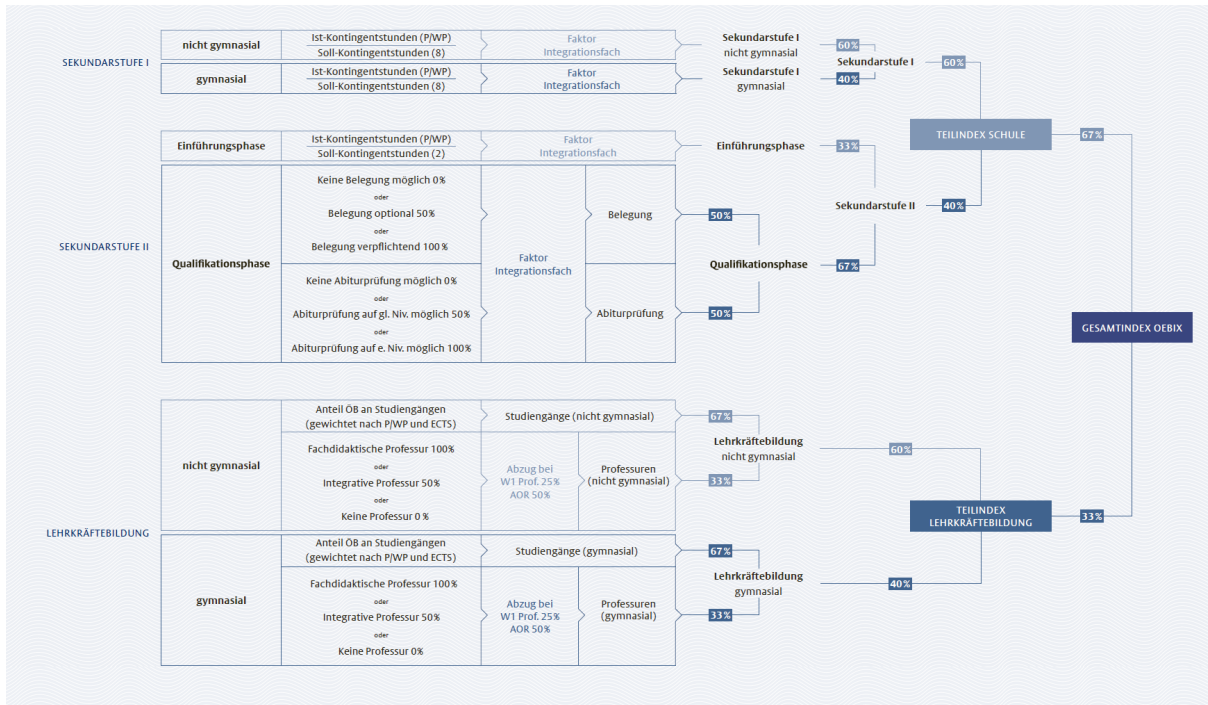 SEKUNDARSTUFE I
nicht gymnasial
Ist-Kontingentstunden (P/WP)
Soll-Kontingentstunden (8)
Faktor
Integrationsfach
Sekundarstufe I
nicht gymnasial
60%
gymnasial
Ist-Kontingentstunden (P/WP)
Soll-Kontingentstunden (8)
Faktor
Integrationsfach
Sekundarstufe I
gymnasial
40%
Sekundarstufe I
60%
SEKUNDARSTUFE II
Einführungsphase
Ist-Kontingentstunden (P/WP)
Soll-Kontingentstunden (2)
Faktor
Integrationsfach
Einführungsphase
33%
Qualifikationsphase
Keine Belegung möglich 0%
oder
Belegung optional 50%
oder
Belegung verpflichtend 100%
Keine Abiturprüfung möglich 0%
oder
Abiturprüfung auf gl. Niv. möglich 50%
oder
Abiturprüfung auf e. Niv. möglich 100%
Faktor
Integrationsfach
Belegung
50%
Abiturprüfung
50%
Qualifikationsphase
67%
Sekundarstufe II
40%
TEILINDEX SCHULE
67%
LEHRKRÄFTEBILDUNG
nicht gymnasial
Anteil ÖB an Studiengängen
(gewichtet nach P/WP und ECTS)
Studiengänge (nicht gymnasial)
67%
Fachdidaktische Professur 100%
oder
Integrative Professur 50%
oder
Keine Professur 0 %
Abzug bei
W1 Prof. 25%
AOR 50%
Professuren
(nicht gymnasial)
33%
Lehrkräftebildung
nicht gymnasial
60%
gymnasial
Anteil ÖB an Studiengängen
(gewichtet nach P/WP und ECTS)
Studiengänge (gymnasial)
67%
Fachdidaktische Professur 100%
oder
Integrative Professur 50%
oder
Keine Professur 0%
Abzug bei
W1 Prof. 25%
AOR 50%
Professuren
(gymnasial)
33%
Lehrkräftebildung
gymnasial
40%
TEILINDEX
LEHRKRÄFTEBILDUNG
33%
GESAMTINDEX OEBIX